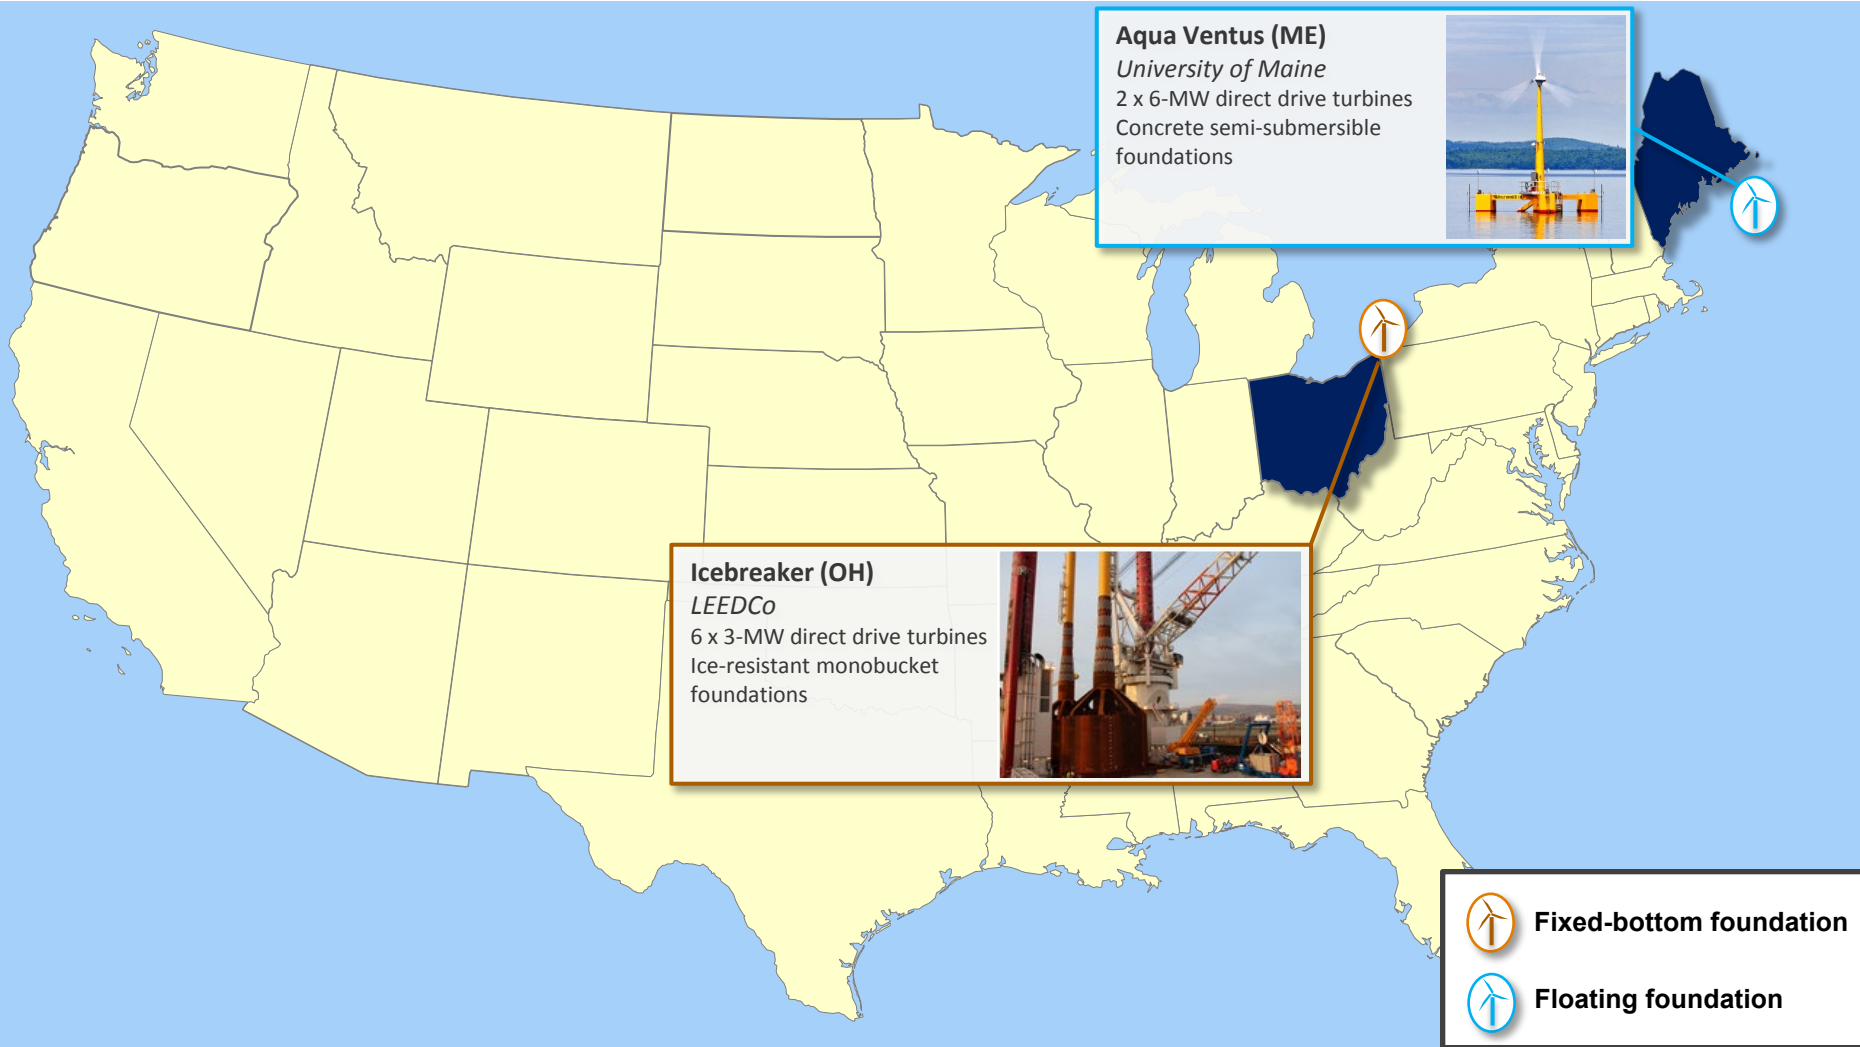 Aqua Ventus (ME)
University of Maine
2 x 6-MW direct drive turbines
Concrete semi-submersible
foundations
Icebreaker (OH)
LEEDCo
6 x 3-MW direct drive turbines
Ice-resistant monobucket
foundations
Fixed-bottom foundation
Floating foundation